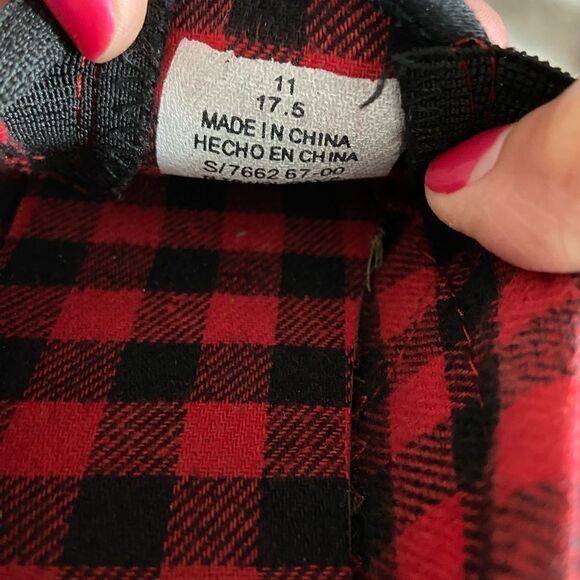 11
17.5
MADE IN CHINA
HECHO EN CHINA
S/7662 67-00